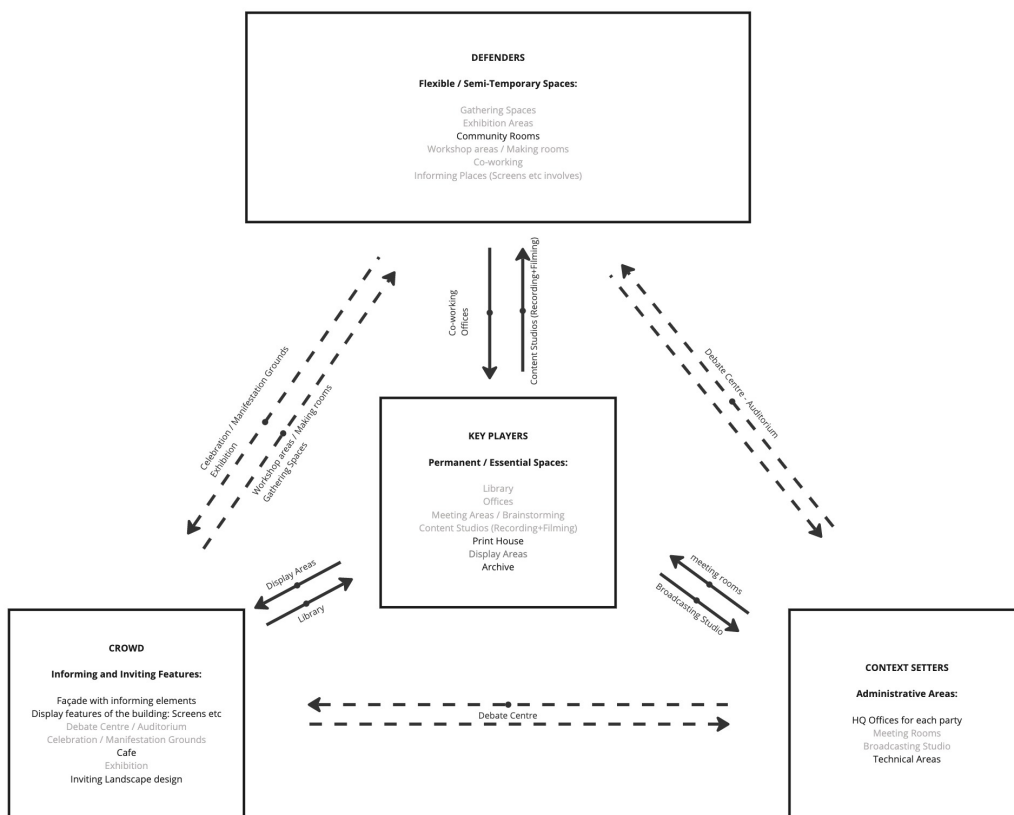 DEFENDERS
Flexible / Semi-Temporary Spaces:
Gathering Spaces
Exhibition Areas
Community Rooms
Workshop areas / Making rooms
Co-working
Informing Places (Screens etc involves)
Co-working
Offices
Content Studios (Recording+Filming)
Celebration / Manifestation Grounds
Exhibition
Workshop areas / Making rooms
Gathering Spaces
Debate Centre - Auditorium
KEY PLAYERS
Permanent / Essential Spaces:
Library
Offices
Meeting Areas / Brainstorming
Content Studios (Recording+Filming)
Print House
Display Areas
Archive
Display Areas
Library
meeting rooms
Broadcasting Studio
CROWD
Informing and Inviting Features:
Façade with informing elements
Display features of the building: Screens etc
Debate Centre / Auditorium
Celebration / Manifestation Grounds
Cafe
Exhibition
Inviting Landscape design
Debate Centre
CONTEXT SETTERS
Administrative Areas:
HQ Offices for each party
Meeting Rooms
Broadcasting Studio
Technical Areas